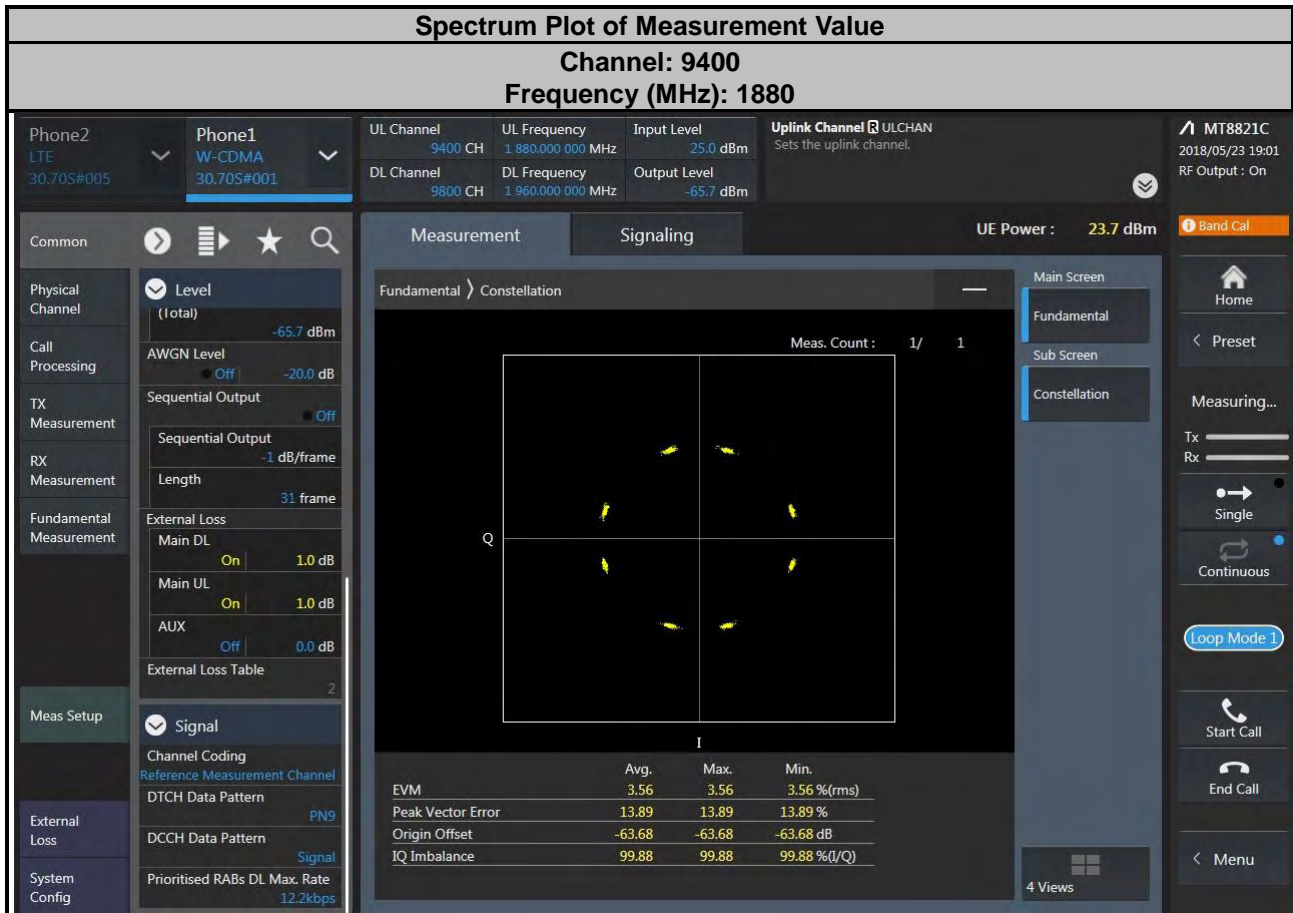 Spectrum Plot of Measurement Value
Channel: 9400
Frequency (MHz): 1880
Phone2
LTE
30.70S#005
Phone1
W-CDMA
30.70S#001
UL Channel
9400 CH
DL Channel
9800 CH
UL Frequency
1 880.000 000 MHz
DL Frequency
1 960.000 000 MHz
Input Level
25.0 dBm
Output Level
-65.7 dBm
Uplink Channel R ULCHAN
Sets the uplink channel.
MT8821C
2018/05/23 19:01
RF Output : On
Common
Physical
Channel
Call
Processing
TX
Measurement
RX
Measurement
Fundamental
Measurement
Meas Setup
External
Loss
System
Config
Level
(Total)
-65.7 dBm
AWGN Level
Off -20.0 dB
Sequential Output
Off
Sequential Output
-1 dB/frame
Length
31 frame
External Loss
Main DL
On 1.0 dB
Main UL
On 1.0 dB
AUX
Off 0.0 dB
External Loss Table
2
Signal
Channel Coding
Reference Measurement Channel
DTCH Data Pattern
PN9
DCCH Data Pattern
Signal
Prioritised RABs DL Max. Rate
12.2kbps
Measurement
Signaling
UE Power : 23.7 dBm
Fundamental 〉 Constellation
Meas. Count : 1/ 1
Q
I
Avg. Max. Min.
EVM 3.56 3.56 3.56 %(rms)
Peak Vector Error 13.89 13.89 13.89 %
Origin Offset -63.68 -63.68 -63.68 dB
IQ Imbalance 99.88 99.88 99.88 %(I/Q)
Main Screen
Fundamental
Sub Screen
Constellation
4 Views
Band Cal
Home
< Preset
Measuring...
Tx
Rx
Single
Continuous
Loop Mode 1
Start Call
End Call
< Menu